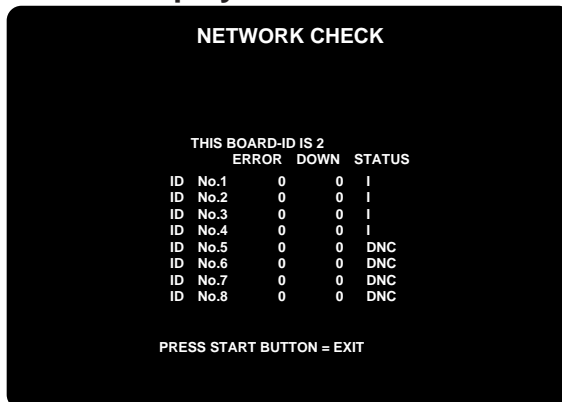 NETWORK CHECK
THIS BOARD-ID IS 2
ERROR DOWN STATUS
ID No.1 0 0 I
ID No.2 0 0 I
ID No.3 0 0 I
ID No.4 0 0 I
ID No.5 0 0 DNC
ID No.6 0 0 DNC
ID No.7 0 0 DNC
ID No.8 0 0 DNC
PRESS START BUTTON = EXIT